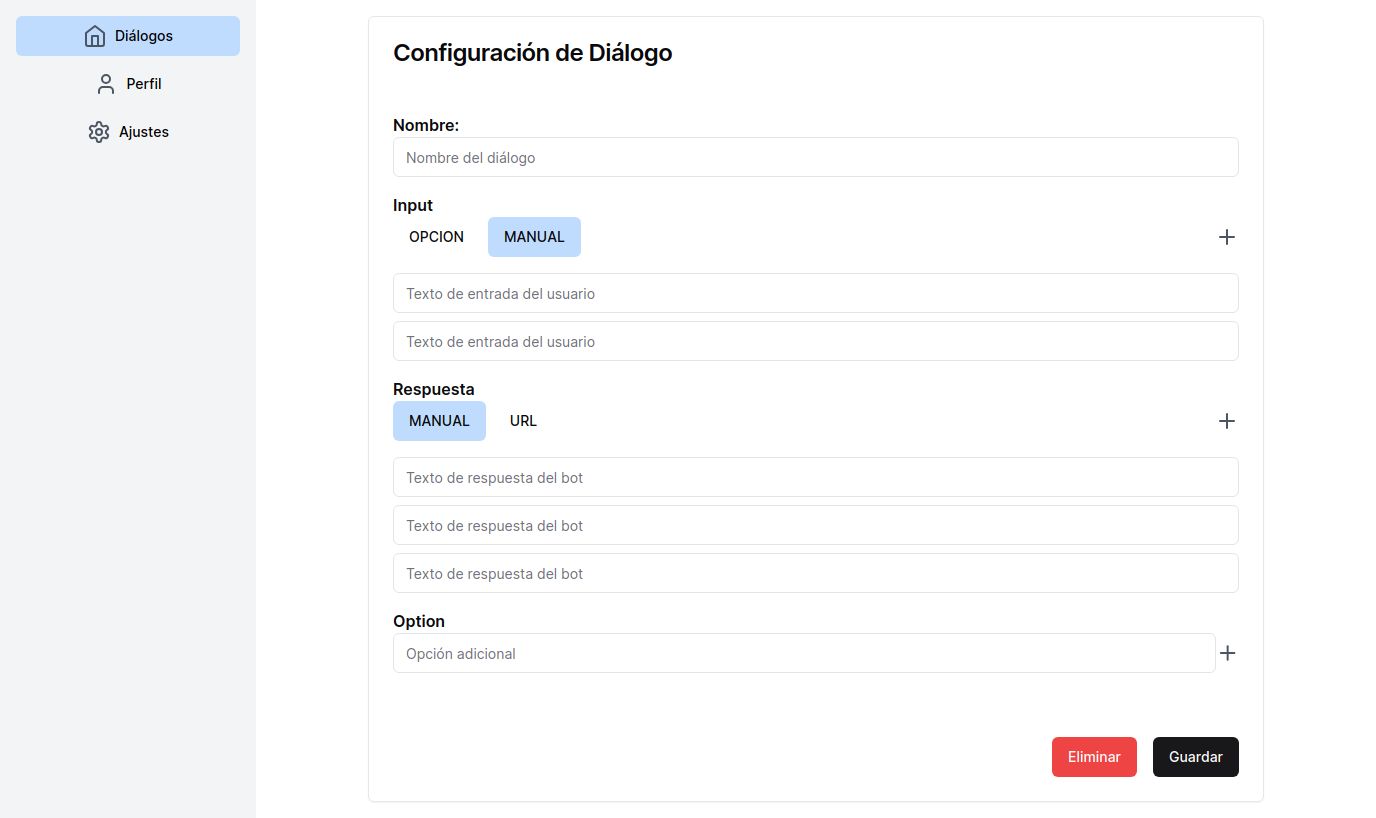 Diálogos
Perfil
Ajustes
Configuración de Diálogo
Nombre:
Nombre del diálogo
Input
OPCION MANUAL
Texto de entrada del usuario
Texto de entrada del usuario
Respuesta
MANUAL URL
Texto de respuesta del bot
Texto de respuesta del bot
Texto de respuesta del bot
Option
Opción adicional
Eliminar Guardar